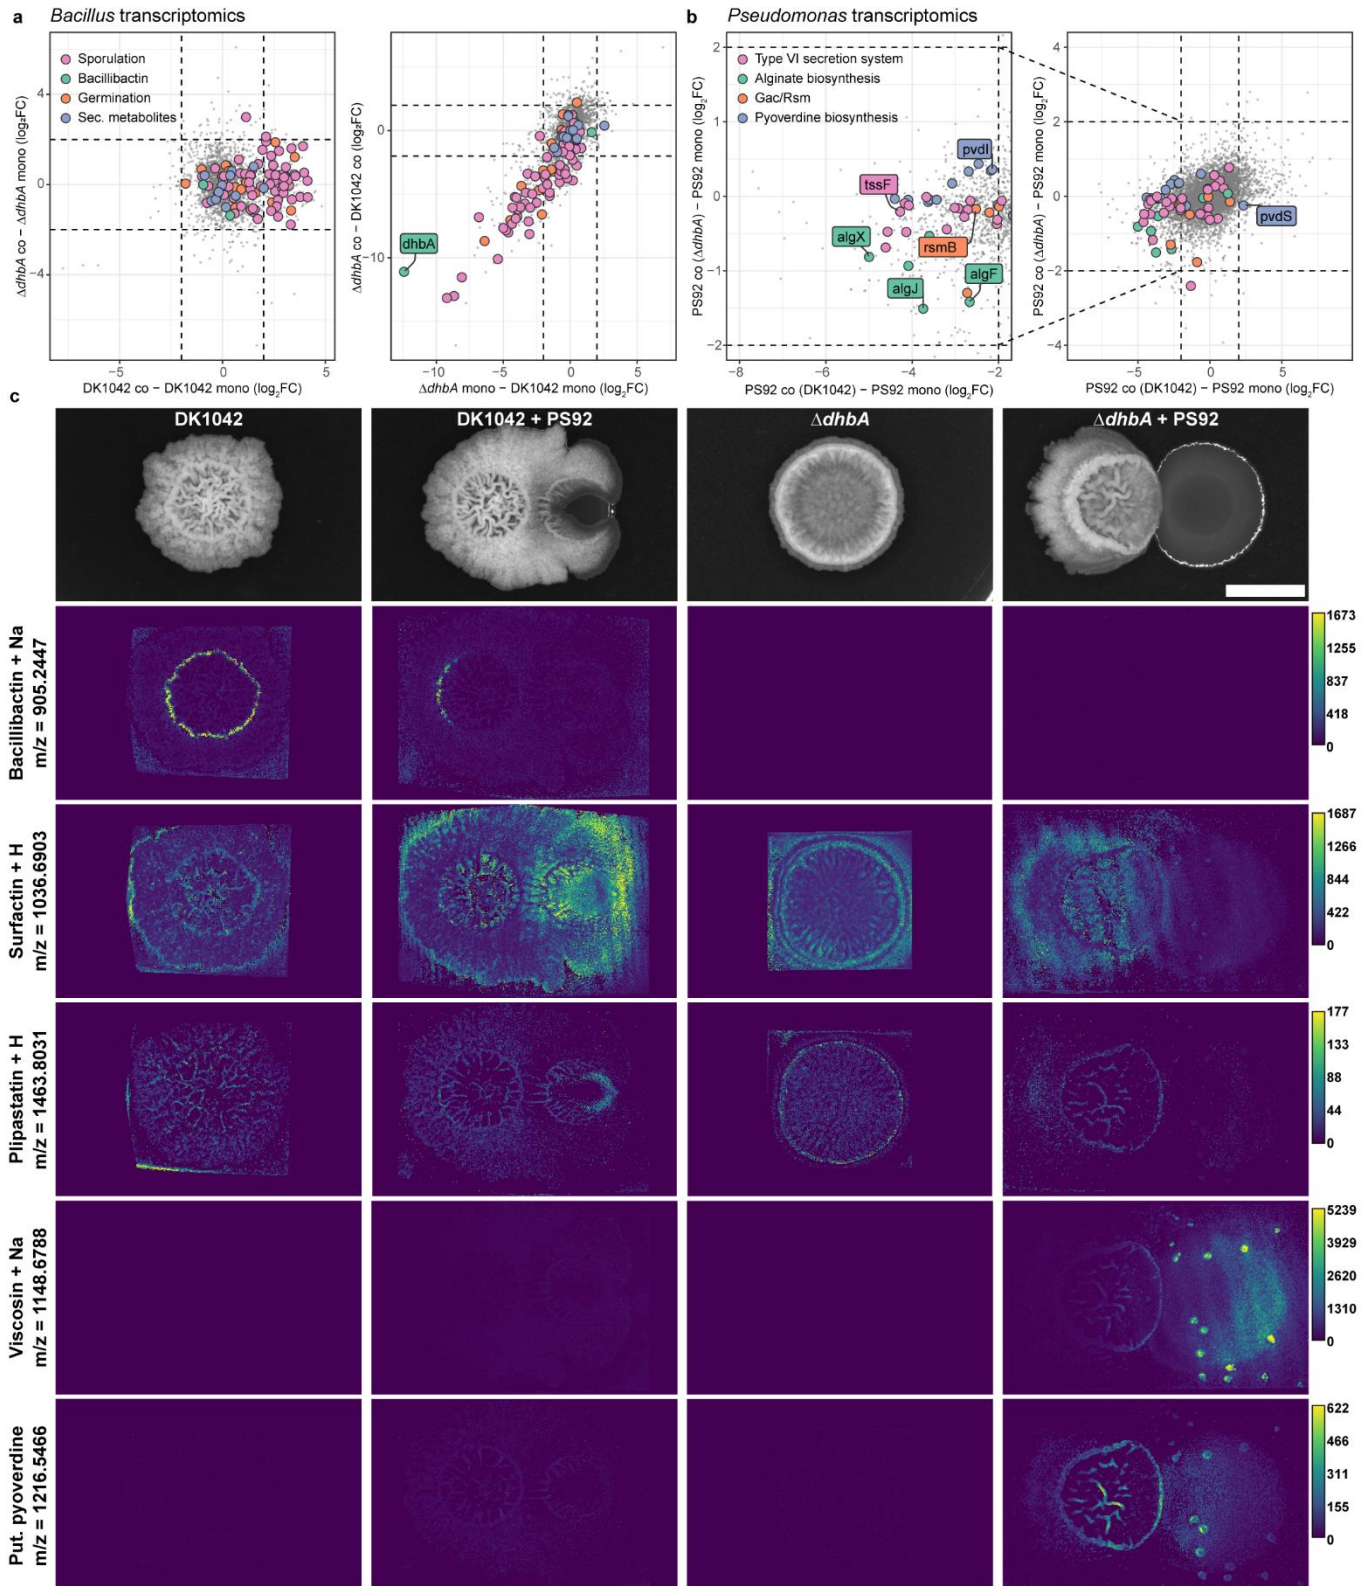 a
Bacillus transcriptomics
b
Pseudomonas transcriptomics
ΔdhbA co − ΔdhbA mono (log₂FC)
4
0
−4
Sporulation
Bacillibactin
Germination
Sec. metabolites
−5
0
5
DK1042 co − DK1042 mono (log₂FC)
ΔdhbA co − DK1042 co (log₂FC)
0
−10
dhbA
−10
−5
0
5
ΔdhbA mono − DK1042 mono (log₂FC)
PS92 co (ΔdhbA) − PS92 mono (log₂FC)
2
1
0
−1
−2
Type VI secretion system
Alginate biosynthesis
Gac/Rsm
Pyoverdine biosynthesis
pvdI
tssF
algX
rsmB
algJ
algF
−8
−6
−4
−2
PS92 co (DK1042) − PS92 mono (log₂FC)
PS92 co (ΔdhbA) − PS92 mono (log₂FC)
4
2
0
−2
−4
pvdS
−5
0
5
PS92 co (DK1042) − PS92 mono (log₂FC)
c
DK1042
DK1042 + PS92
ΔdhbA
ΔdhbA + PS92
Bacillibactin + Na
m/z = 905.2447
1673
1255
837
418
0
Surfactin + H
m/z = 1036.6903
1687
1266
844
422
0
Plipastatin + H
m/z = 1463.8031
177
133
88
44
0
Viscosin + Na
m/z = 1148.6788
5239
3929
2620
1310
0
Put. pyoverdine
m/z = 1216.5466
622
466
311
155
0